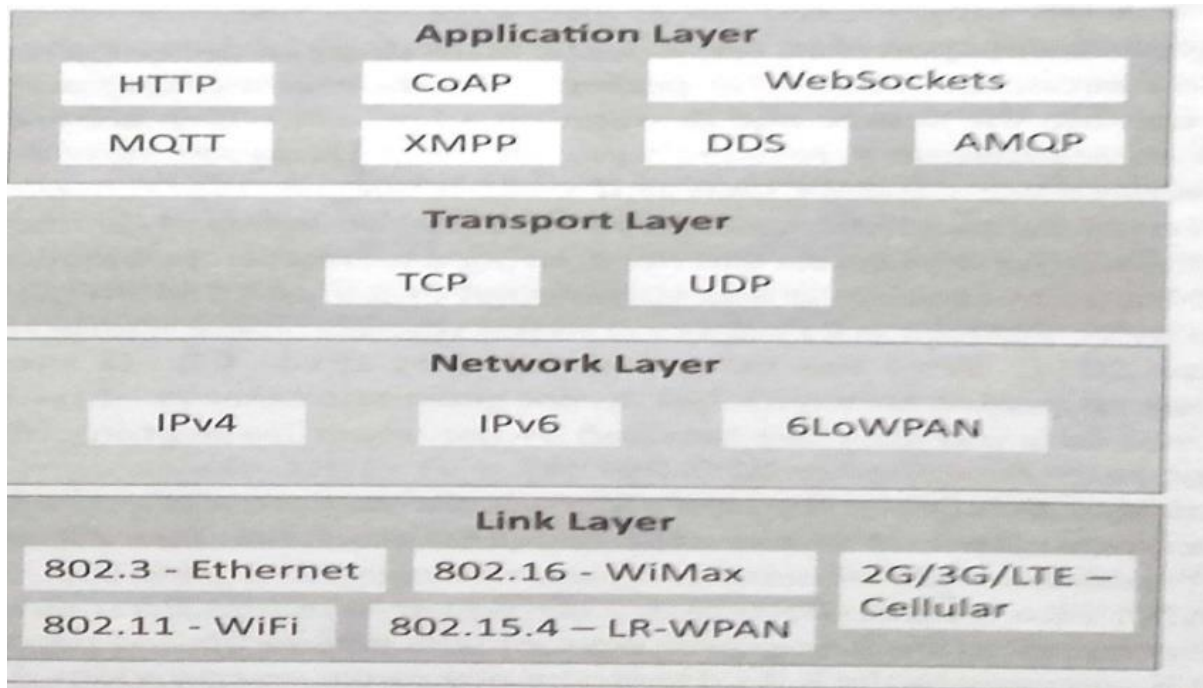 Application Layer
HTTP CoAP WebSockets
MQTT XMPP DDS AMQP
Transport Layer
TCP UDP
Network Layer
IPv4 IPv6 6LoWPAN
Link Layer
802.3 - Ethernet 802.16 - WiMax 2G/3G/LTE –
Cellular
802.11 - WiFi 802.15.4 – LR-WPAN